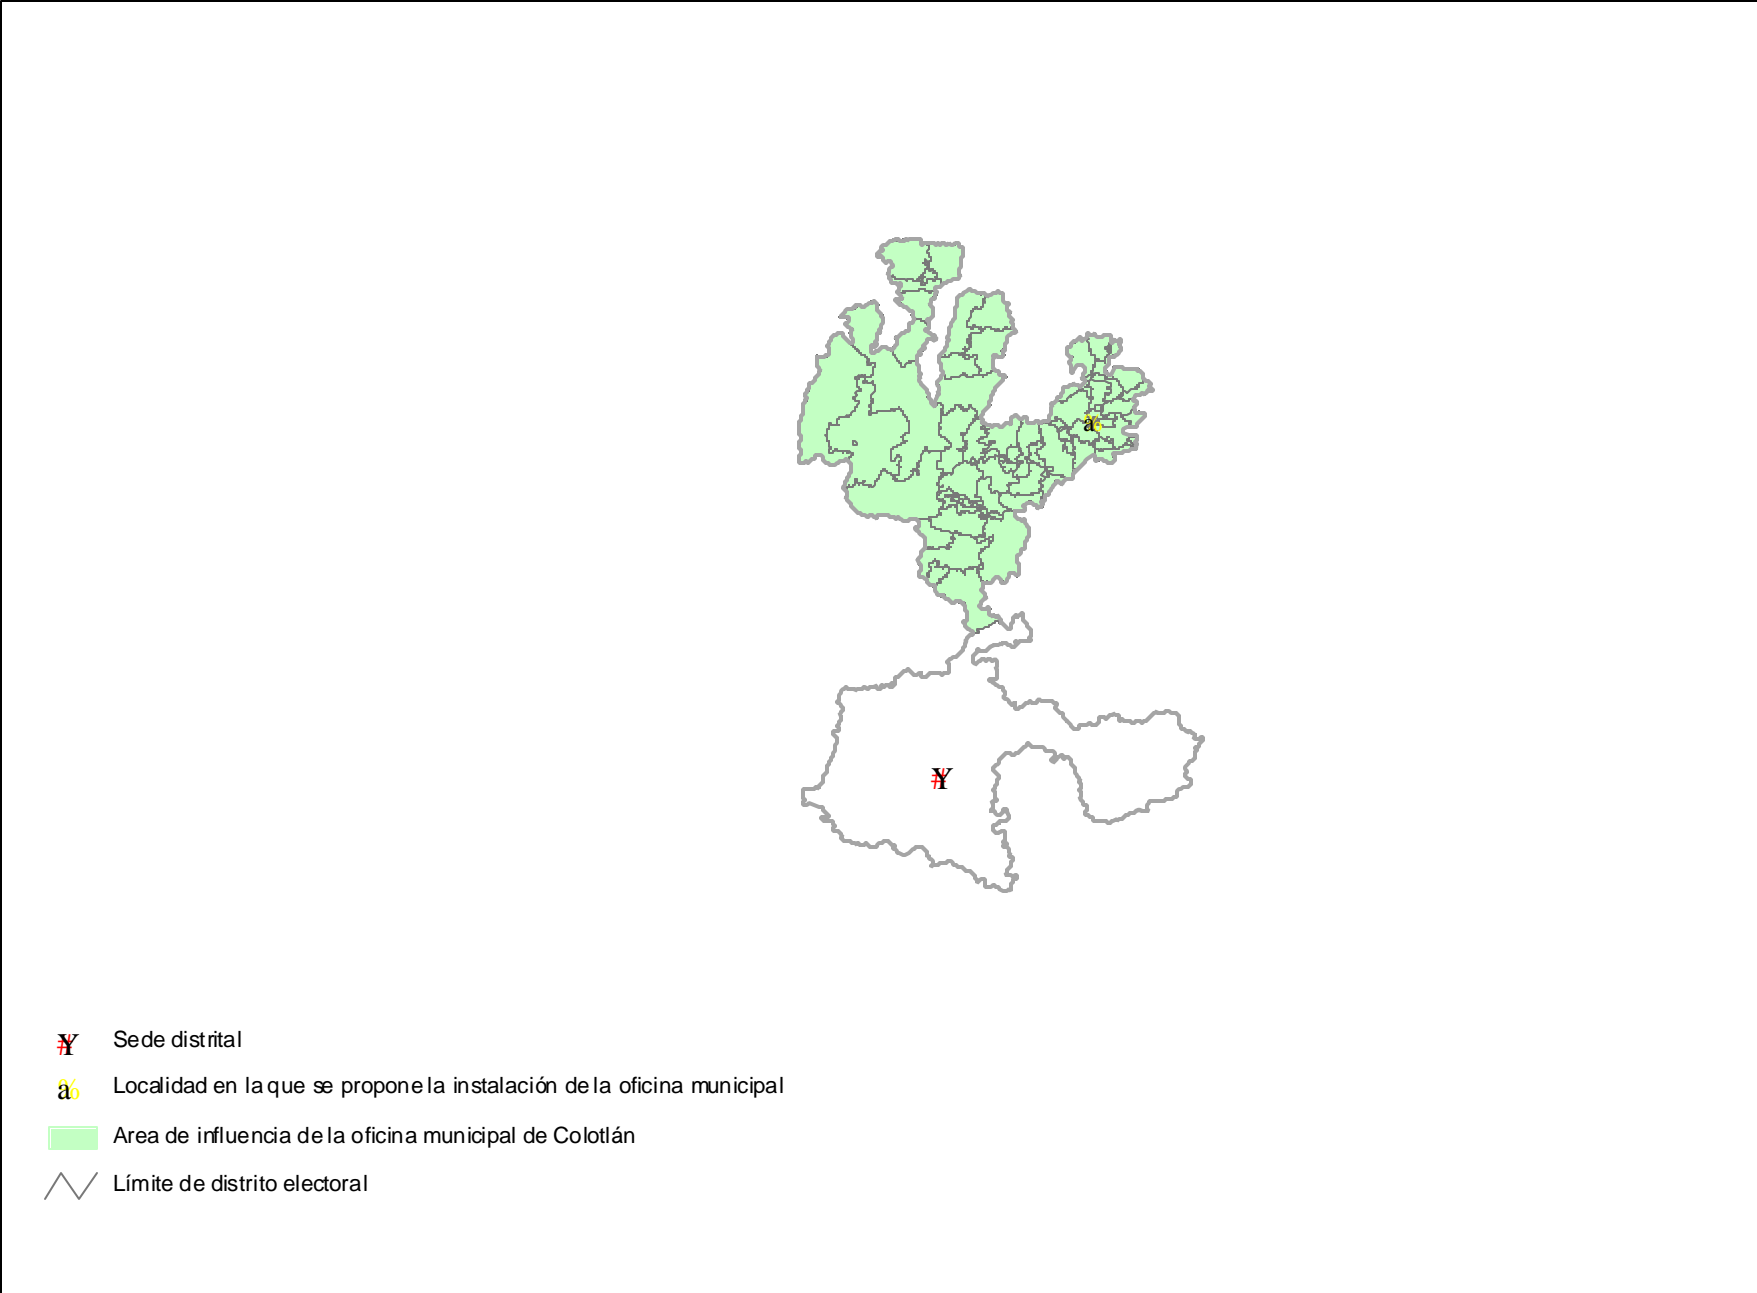 a%
#Y
#Y Sede distrital
a% Localidad en la que se propone la instalación de la oficina municipal
Area de influencia de la oficina municipal de Colotlán
Límite de distrito electoral